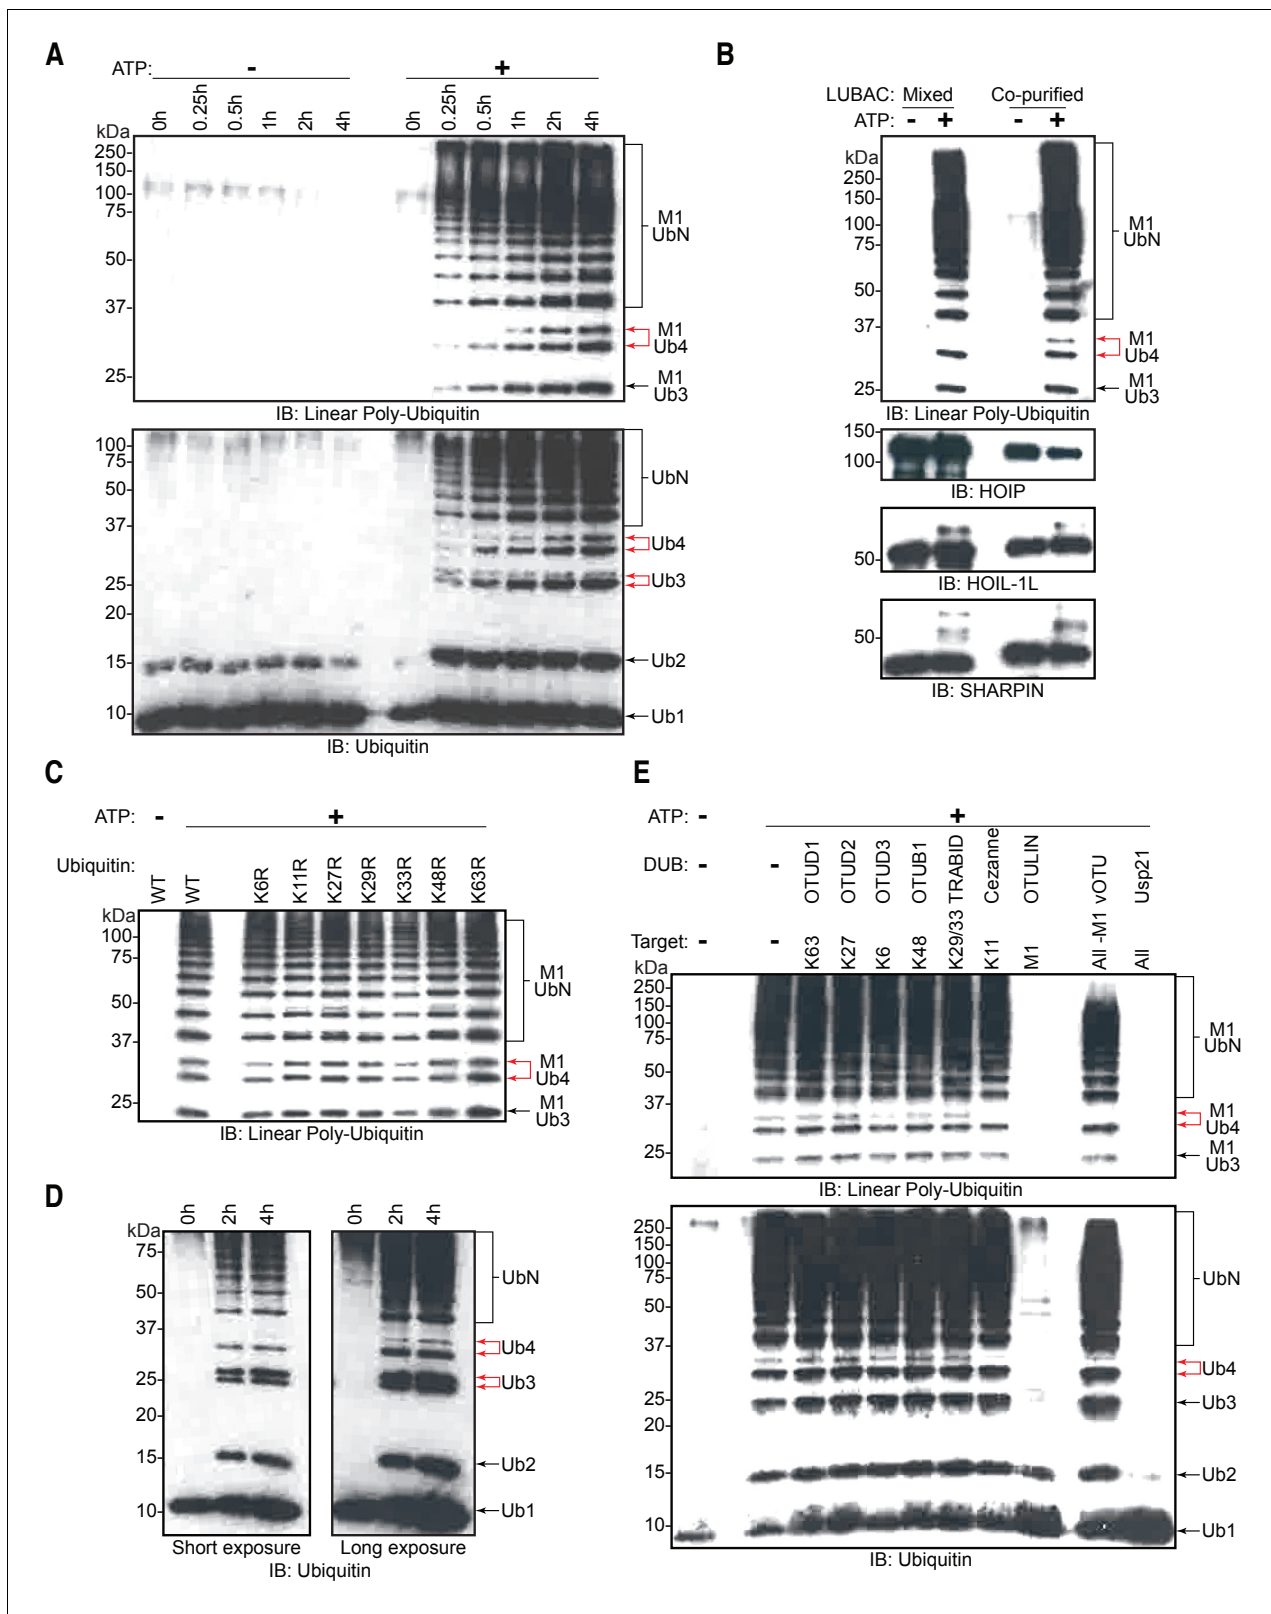 A
ATP: - +
0h 0.25h 0.5h 1h 2h 4h 0h 0.25h 0.5h 1h 2h 4h
kDa
250-
150-
100-
75-
50-
37-
25-
M1 UbN
M1 Ub4
M1 Ub3
IB: Linear Poly-Ubiquitin
100-
75-
50-
37-
25-
20-
15-
10-
UbN
Ub4
Ub3
Ub2
Ub1
IB: Ubiquitin
B
LUBAC: Mixed Co-purified
ATP: - + - +
kDa
250-
150-
100-
75-
50-
37-
25-
M1 UbN
M1 Ub4
M1 Ub3
IB: Linear Poly-Ubiquitin
150-
100-
IB: HOIP
50-
IB: HOIL-1L
50-
IB: SHARPIN
C
ATP: - +
Ubiquitin: WT WT K6R K11R K27R K29R K33R K48R K63R
kDa
100-
75-
50-
37-
25-
M1 UbN
M1 Ub4
M1 Ub3
IB: Linear Poly-Ubiquitin
D
0h 2h 4h 0h 2h 4h
kDa
75-
50-
37-
25-
20-
15-
10-
UbN
Ub4
Ub3
Ub2
Ub1
Short exposure Long exposure
IB: Ubiquitin
E
ATP: - +
DUB: - - OTUD1 OTUD2 OTUD3 OTUB1 TRABID Cezanne OTULIN vOTU Usp21
Target: - - K63 K27 K6 K48 K29/33 K11 M1 All -M1 All
kDa
250-
150-
100-
75-
50-
37-
25-
M1 UbN
M1 Ub4
M1 Ub3
IB: Linear Poly-Ubiquitin
250-
150-
100-
75-
50-
37-
25-
20-
15-
10-
UbN
Ub4
Ub3
Ub2
Ub1
IB: Ubiquitin